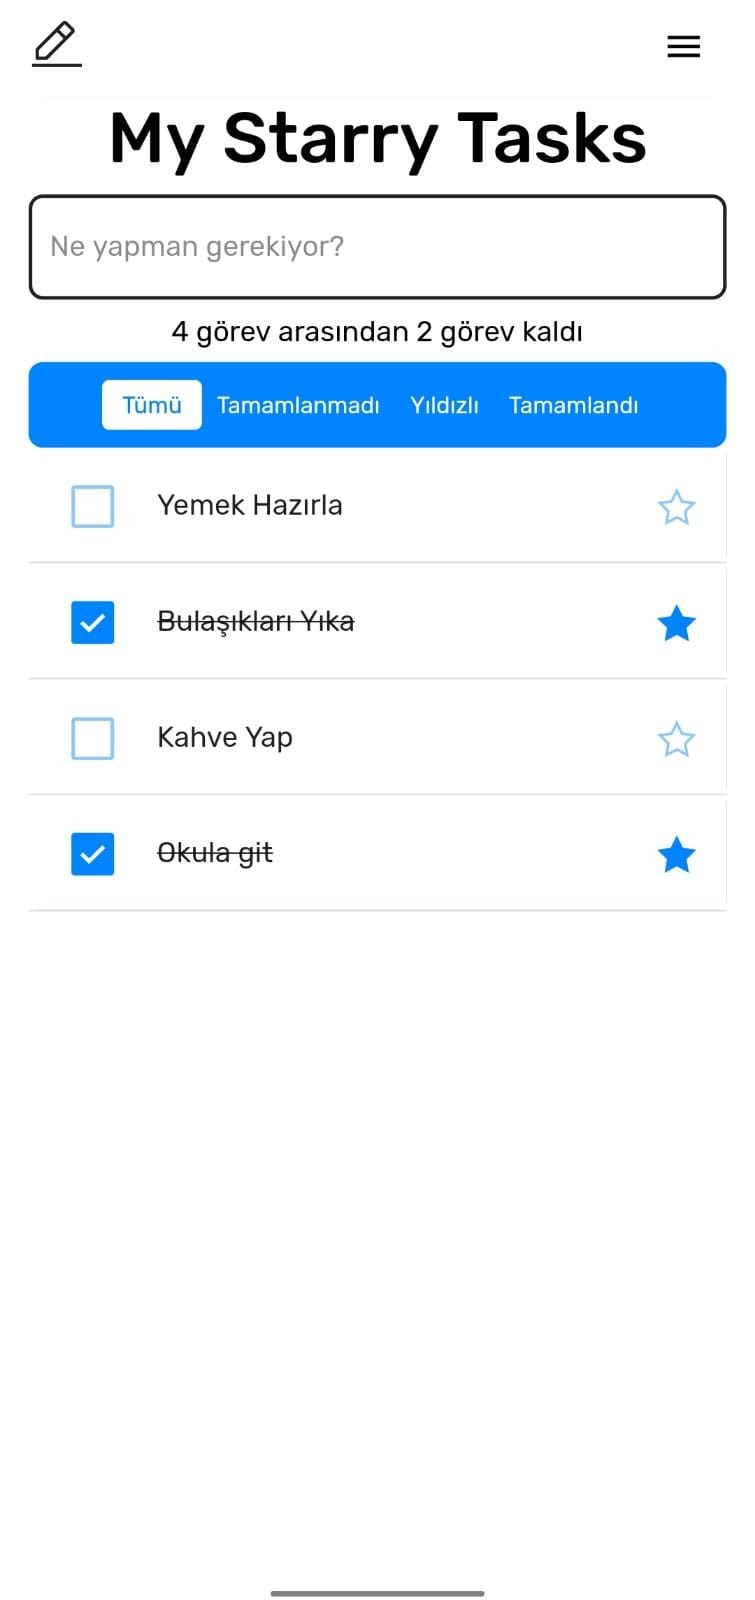 My Starry Tasks
Ne yapman gerekiyor?
4 görev arasından 2 görev kaldı
Tümü Tamamlanmadı Yıldızlı Tamamlandı
Yemek Hazırla
Bulaşıkları Yıka
Kahve Yap
Okula git